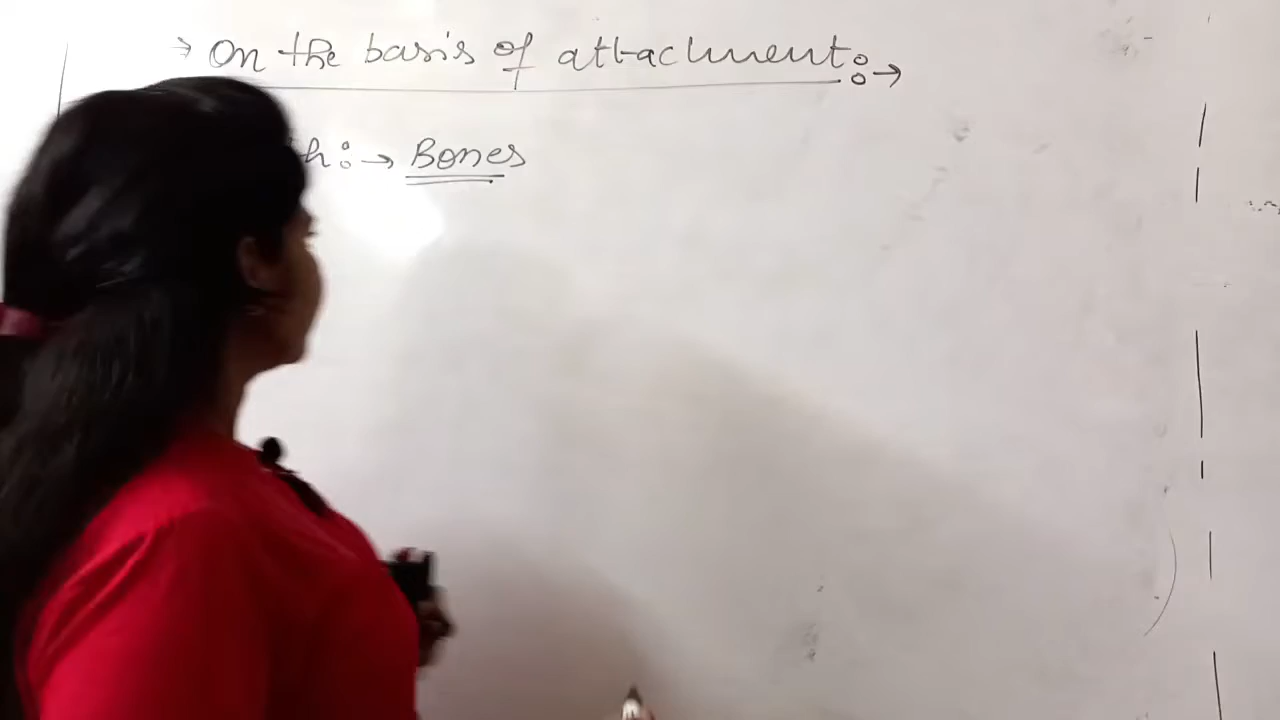 → On the basis of attachment:→
h:→ Bones